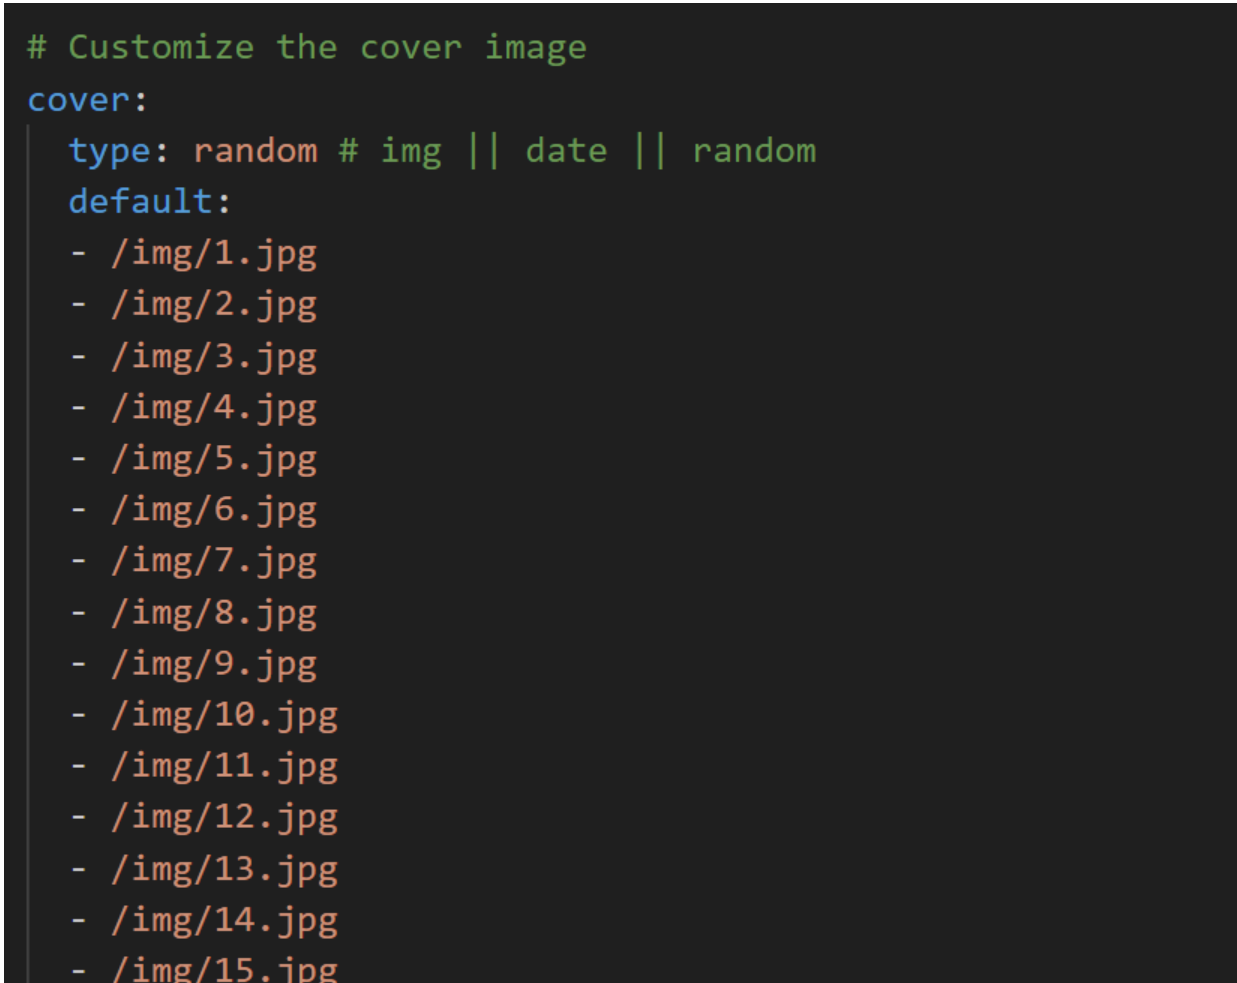 # Customize the cover image
cover:
  type: random # img || date || random
  default:
  - /img/1.jpg
  - /img/2.jpg
  - /img/3.jpg
  - /img/4.jpg
  - /img/5.jpg
  - /img/6.jpg
  - /img/7.jpg
  - /img/8.jpg
  - /img/9.jpg
  - /img/10.jpg
  - /img/11.jpg
  - /img/12.jpg
  - /img/13.jpg
  - /img/14.jpg
  - /img/15.jpg